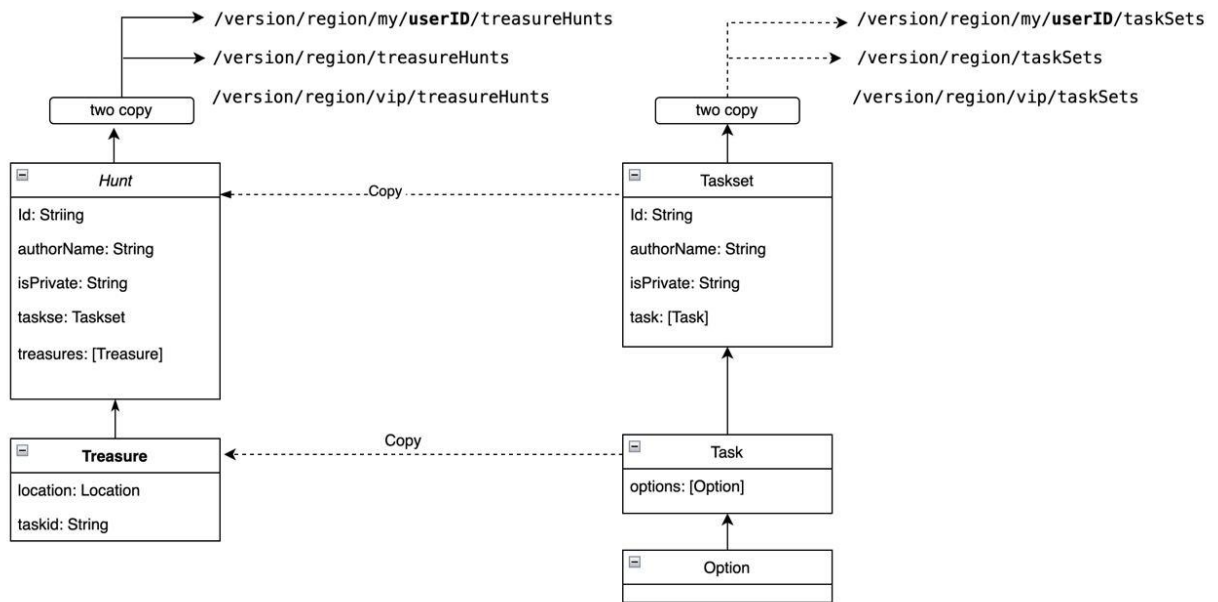 /version/region/my/userID/treasureHunts
/version/region/treasureHunts
/version/region/vip/treasureHunts
two copy
/version/region/my/userID/taskSets
/version/region/taskSets
/version/region/vip/taskSets
two copy
Hunt
Id: Striing
authorName: String
isPrivate: String
taskse: Taskset
treasures: [Treasure]
Copy
Taskset
Id: String
authorName: String
isPrivate: String
task: [Task]
Treasure
location: Location
taskid: String
Copy
Task
options: [Option]
Option